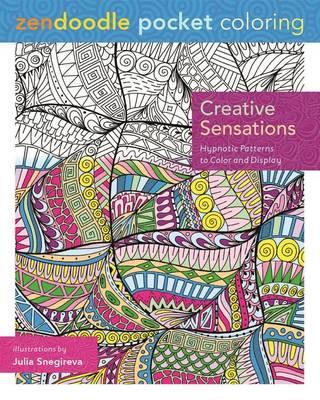 zendoodle pocket coloring
Creative
Sensations
Hypnotic Patterns
to Color and Display
illustrations by
Julia Snegireva